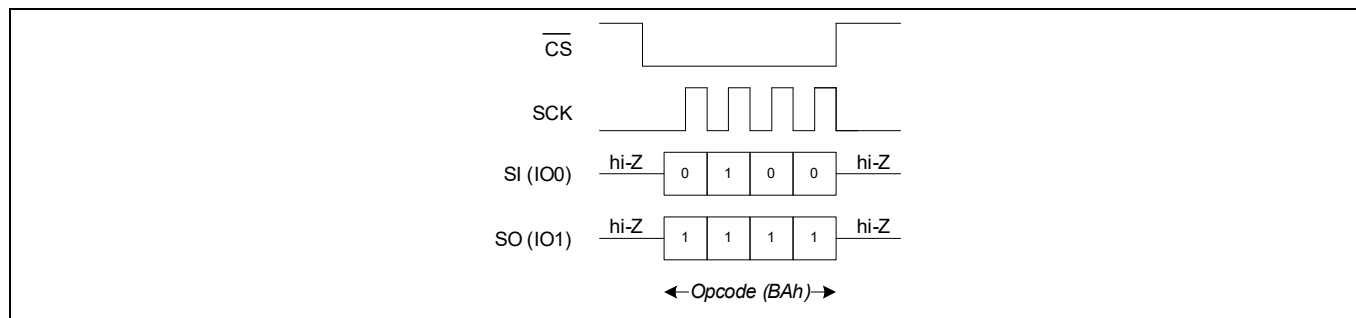 CS
SCK
SI (IO0) hi-Z 0 1 0 0 hi-Z
SO (IO1) hi-Z 1 1 1 1 hi-Z
Opcode (BAh)